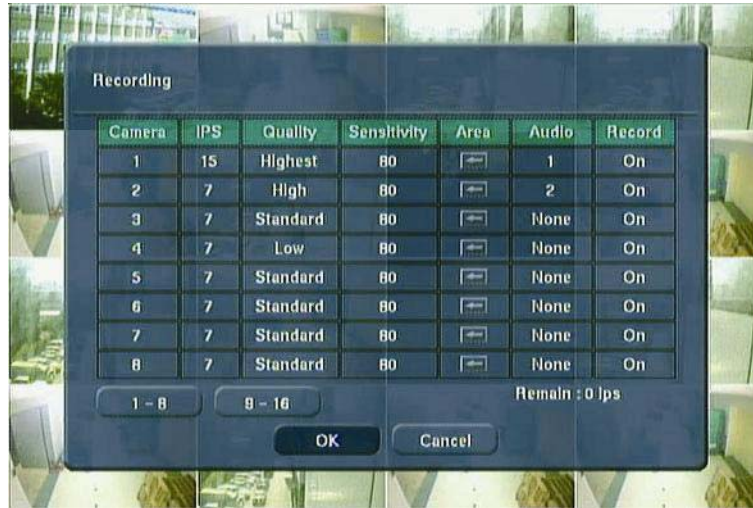 Recording
Camera IPS Quality Sensitivity Area Audio Record
1 15 Highest 80 1 On
2 7 High 80 2 On
3 7 Standard 80 None On
4 7 Low 80 None On
5 7 Standard 80 None On
6 7 Standard 80 None On
7 7 Standard 80 None On
8 7 Standard 80 None On
1 - 8 9 - 16 Remain : 0 ips
OK Cancel